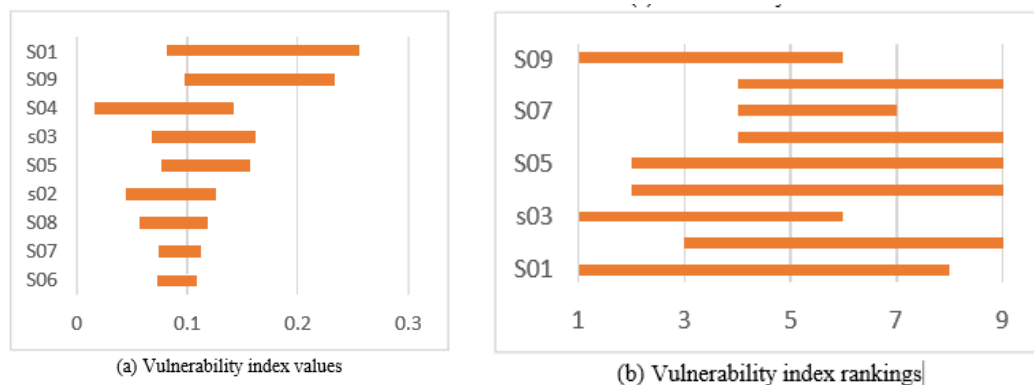 S01
S09
S04
s03
S05
s02
S08
S07
S06
0 0.1 0.2 0.3
(a) Vulnerability index values
S09
S07
S05
s03
S01
1 3 5 7 9
(b) Vulnerability index rankings